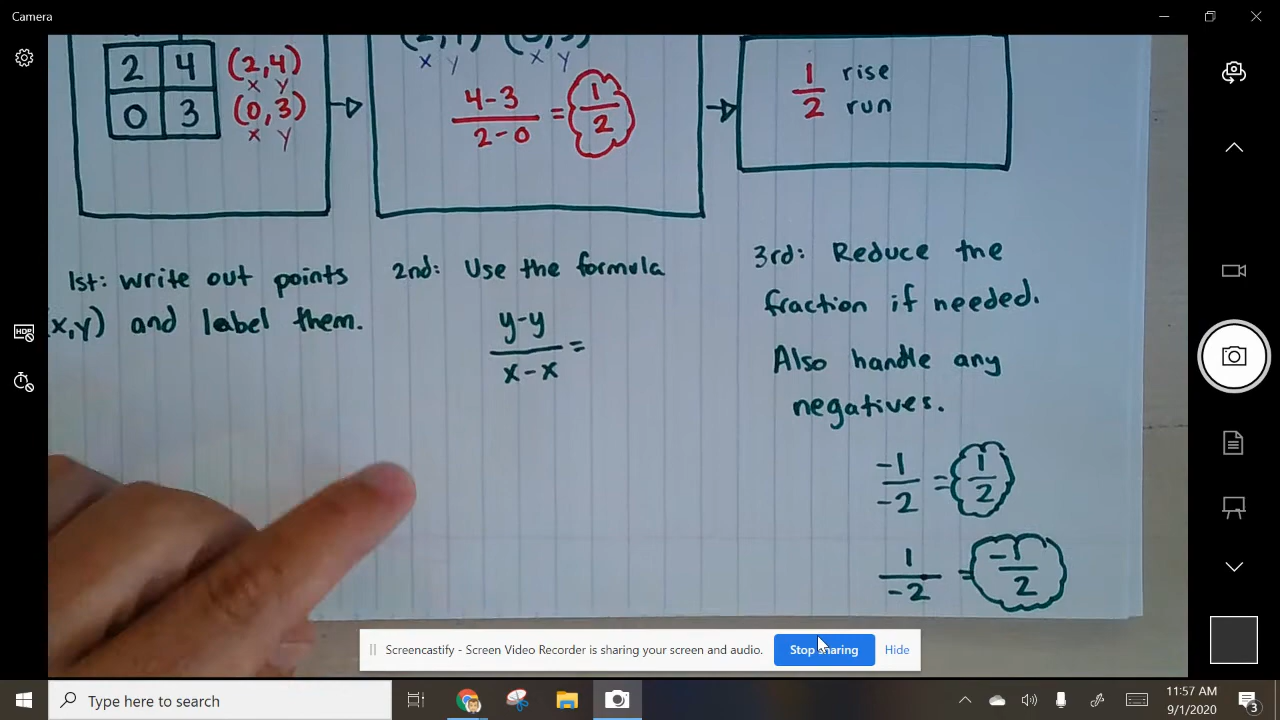 Camera
2 4 (2,4)
x y
0 3 (0,3)
x y
x y x y
4-3
2-0
= 1
2
1 rise
2 run
1st: write out points
(x,y) and label them.
2nd: Use the formula
y-y
x-x
=
3rd: Reduce the
fraction if needed.
Also handle any
negatives.
-1
-2
= 1
2
1
-2
= -1
2
Screencastify - Screen Video Recorder is sharing your screen and audio.
Stop sharing
Hide
Type here to search
11:57 AM
9/1/2020
3